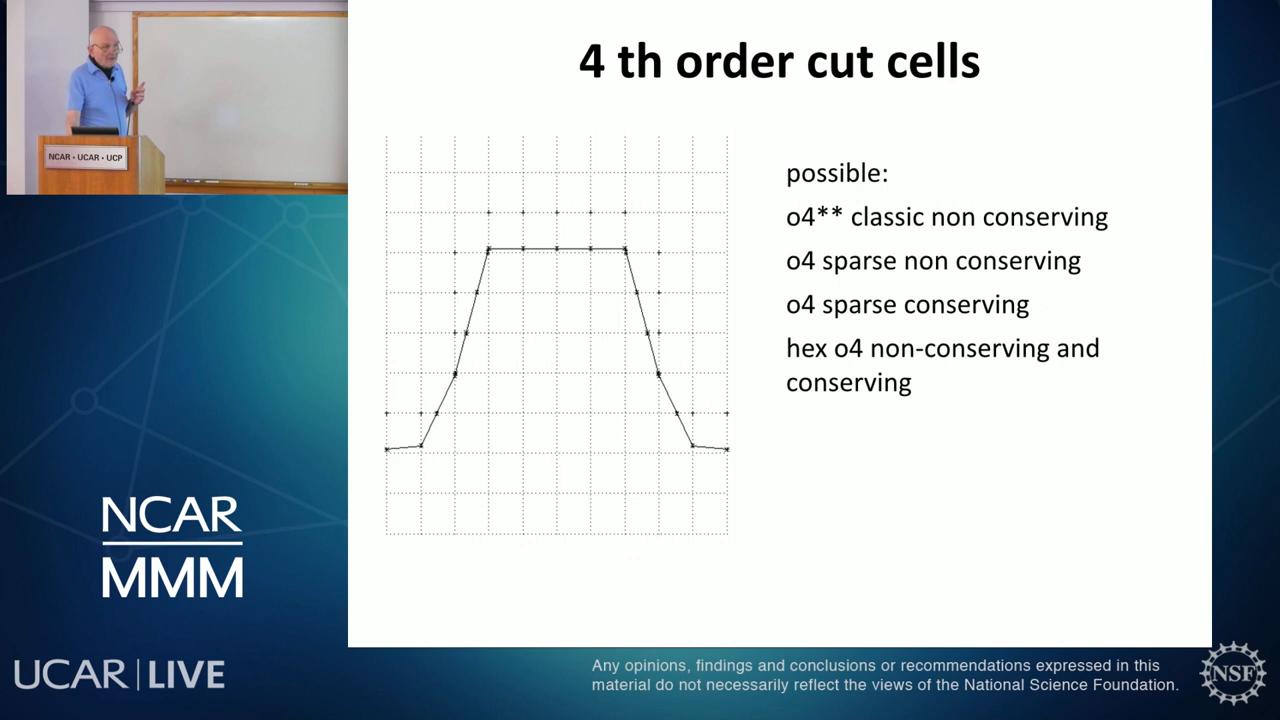 4 th order cut cells
NCAR • UCAR • UCP
possible:
o4** classic non conserving
o4 sparse non conserving
o4 sparse conserving
hex o4 non-conserving and
conserving
NCAR
MMM
UCAR | LIVE
Any opinions, findings and conclusions or recommendations expressed in this
material do not necessarily reflect the views of the National Science Foundation.
NSF